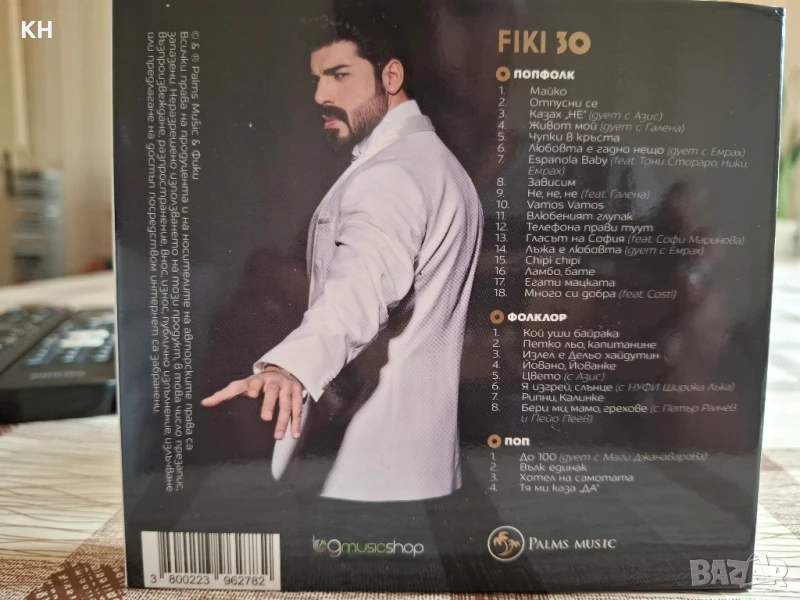 KH
FIKI 30
ПОПФОЛК
1. Майко
2. Отпусни се
3. Казах „НЕ" (дует с Азис)
4. Живот мой (дует с Галена)
5. Чупки в кръста
6. Любовта е гадно нещо (дует с Емрах)
7. Espanola Baby (feat. Тони Стораро, Ники,
Емрах)
8. Зависим
9. Не, не, не (feat. Галена)
10. Vamos Vamos
11. Влюбеният глупак
12. Телефона прави туут
13. Гласът на София (feat. Софи Маринова)
14. Лъжа е любовта (дует с Емрах)
15. Chipi chipi
16. Ламбо, бате
17. Егати мацката
18. Много си добра (feat. Costi)
ФОЛКЛОР
1. Кой уши байрака
2. Петко льо, капитанине
3. Излел е Дельо хайдутин
4. Йовано, Йованке
5. Цвето (с Азис)
6. Я изгрей, слънце (с НУФИ Широка лъка)
7. Рипни, Калинке
8. Бери ми, мамо, грехове (с Петър Ралчев
и Пейо Пеев)
ПОП
1. До 100 (дует с Маги Джанаварова)
2. Вълк единак
3. Хотел на самотата
4. Тя ми каза „ДА"
© & ℗ Palms Music & Фики
Всички права на продуцента и на носителите на авторските права са
запазени. Неразрешено използването на този продукт, в това число презапис,
възпроизвеждане, разпространение, внос, износ, публично изпълнение, излъчване
или предлагане на достъп посредством интернет са забранени.
3 800223 962782
bgmusicshop
PALMS MUSIC
BAZAR